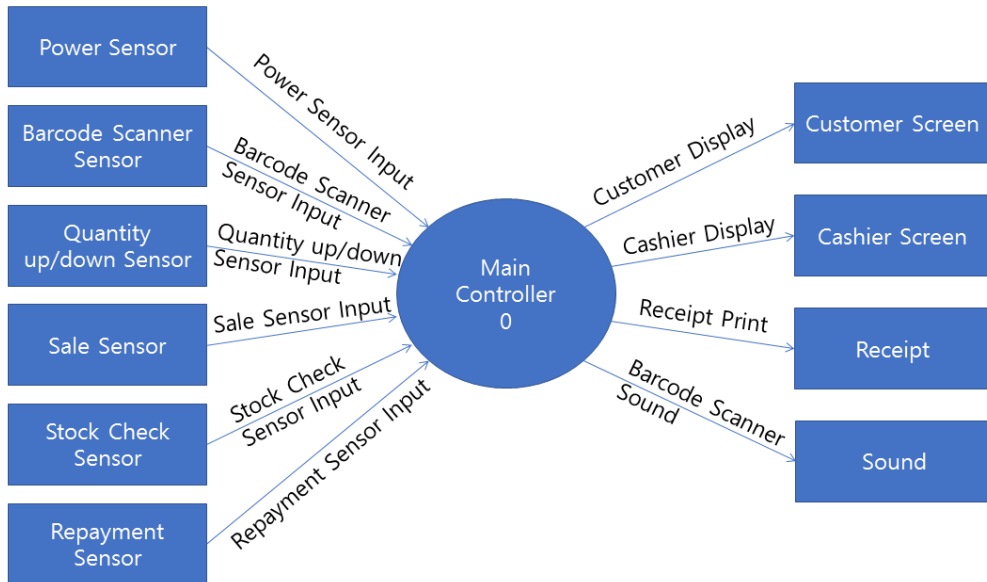 Power Sensor
Barcode Scanner
Sensor
Quantity
up/down Sensor
Sale Sensor
Stock Check
Sensor
Repayment
Sensor
Power Sensor Input
Barcode Scanner
Sensor Input
Quantity up/down
Sensor Input
Sale Sensor Input
Stock Check
Sensor Input
Repayment Sensor Input
Main
Controller
0
Customer Display
Cashier Display
Receipt Print
Barcode Scanner
Sound
Customer Screen
Cashier Screen
Receipt
Sound